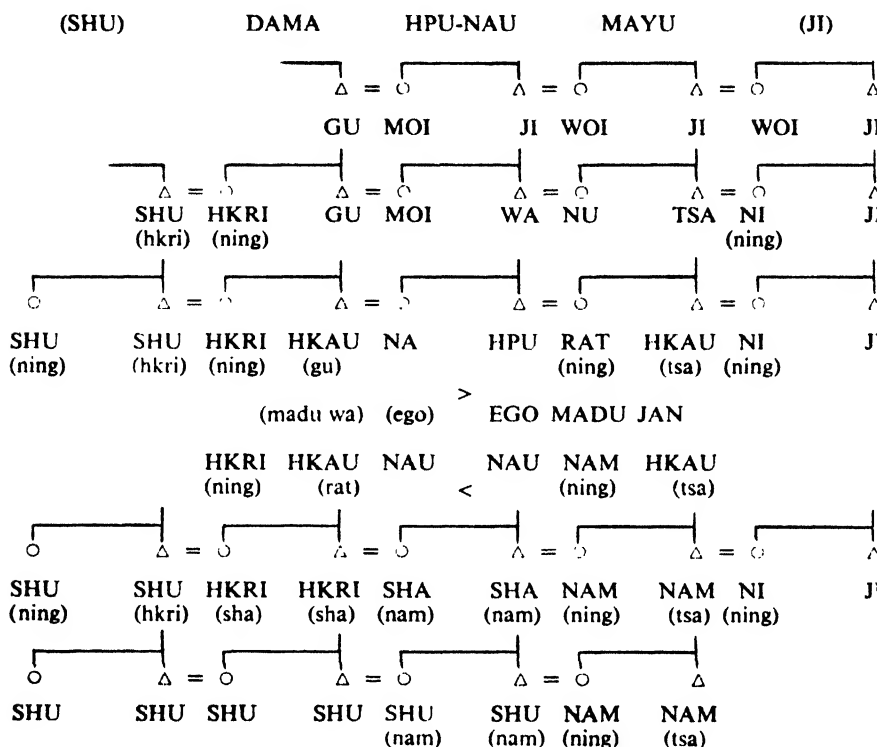 (SHU) DAMA HPU-NAU MAYU (JI)
= = = =
GU MOI JI WOI JI WOI JI
= = = =
SHU HKRI GU MOI WA NU TSA NI JI
(hkri) (ning) (ning)
= = = =
SHU SHU HKRI HKAU NA HPU RAT HKAU NI
(ning) (hkri) (ning) (gu) (ning) (tsa) (ning)
>
(madu wa) (ego) EGO MADU JAN
HKRI HKAU NAU NAU NAM HKAU
(ning) (rat) < (ning) (tsa)
= = = =
SHU SHU HKRI HKRI SHA SHA NAM NAM NI
(ning) (hkri) (sha) (sha) (nam) (nam) (ning) (tsa) (ning)
= = =
SHU SHU SHU SHU SHU SHU NAM NAM
(nam) (nam) (ning) (tsa)